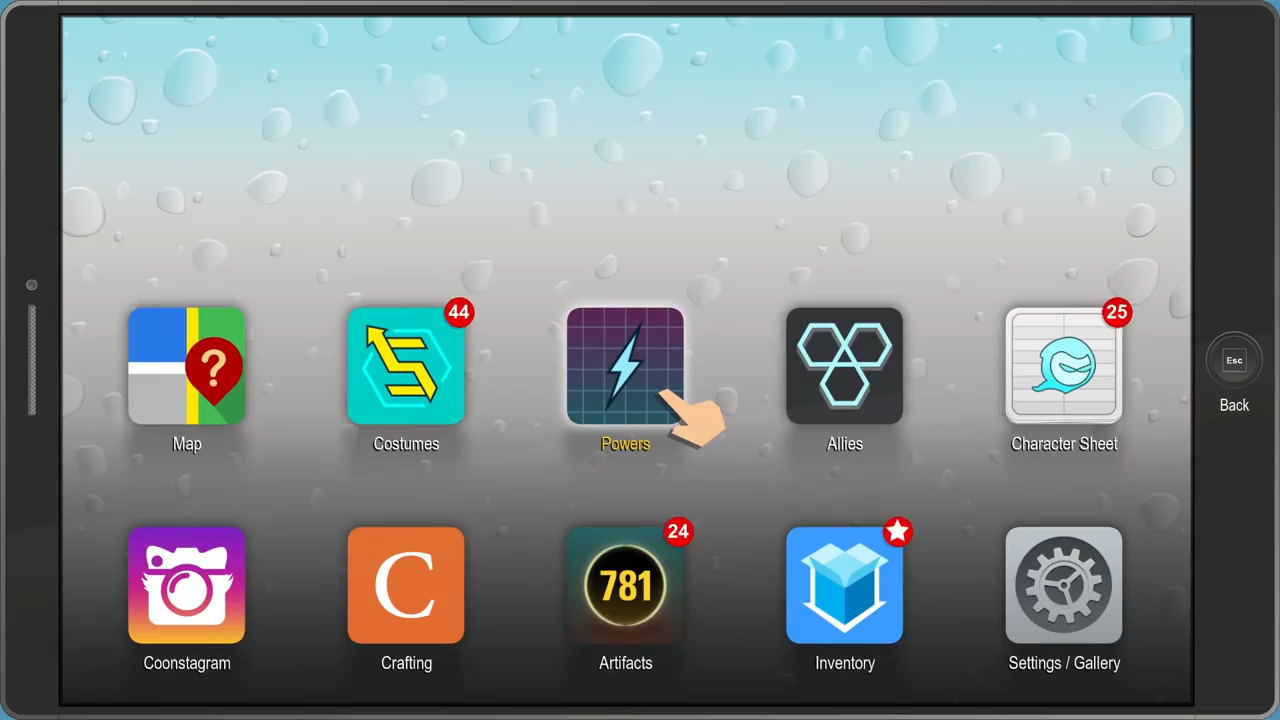 44
25
?
Esc
Back
Map
Costumes
Powers
Allies
Character Sheet
24
C
781
Coonstagram
Crafting
Artifacts
Inventory
Settings / Gallery